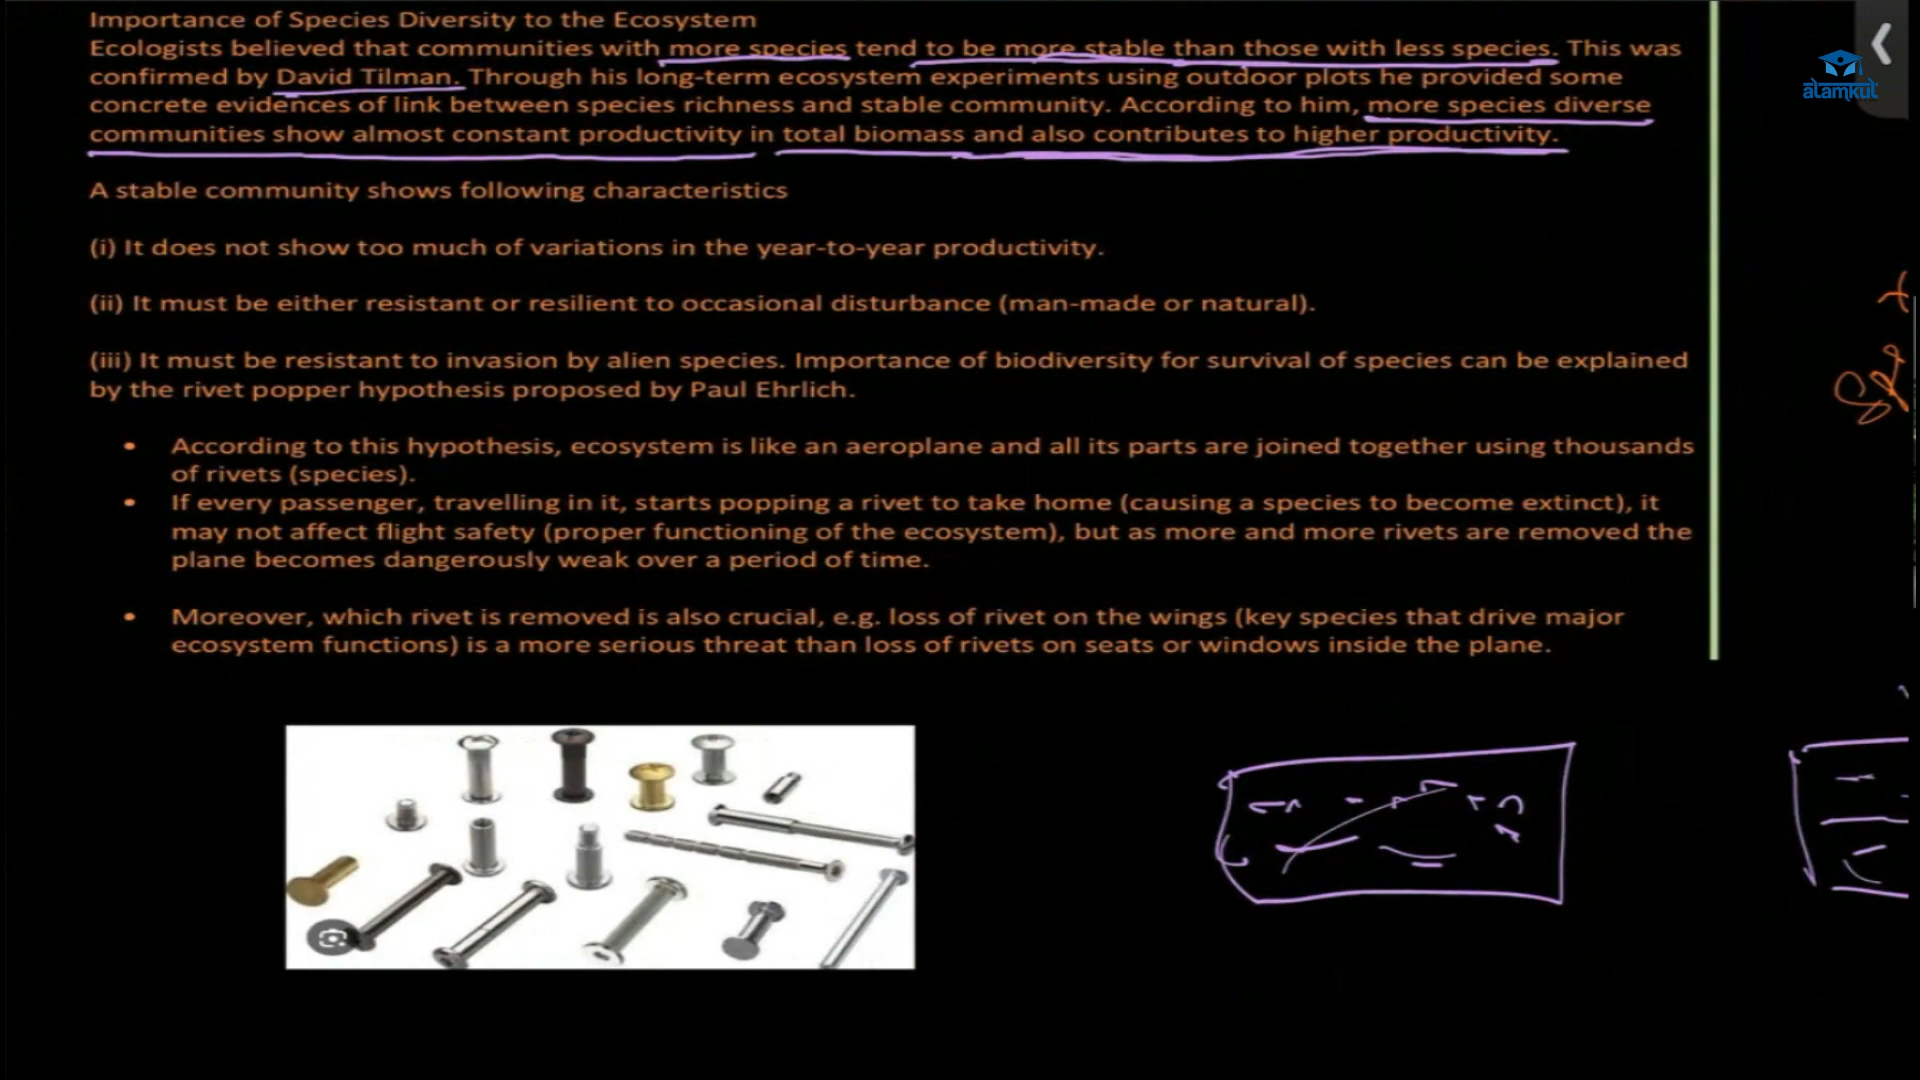 Importance of Species Diversity to the Ecosystem
Ecologists believed that communities with more species tend to be more stable than those with less species. This was
confirmed by David Tilman. Through his long-term ecosystem experiments using outdoor plots he provided some
concrete evidences of link between species richness and stable community. According to him, more species diverse
communities show almost constant productivity in total biomass and also contributes to higher productivity.
A stable community shows following characteristics
(i) It does not show too much of variations in the year-to-year productivity.
(ii) It must be either resistant or resilient to occasional disturbance (man-made or natural).
(iii) It must be resistant to invasion by alien species. Importance of biodiversity for survival of species can be explained
by the rivet popper hypothesis proposed by Paul Ehrlich.
• According to this hypothesis, ecosystem is like an aeroplane and all its parts are joined together using thousands
of rivets (species).
• If every passenger, travelling in it, starts popping a rivet to take home (causing a species to become extinct), it
may not affect flight safety (proper functioning of the ecosystem), but as more and more rivets are removed the
plane becomes dangerously weak over a period of time.
• Moreover, which rivet is removed is also crucial, e.g. loss of rivet on the wings (key species that drive major
ecosystem functions) is a more serious threat than loss of rivets on seats or windows inside the plane.
alamkut